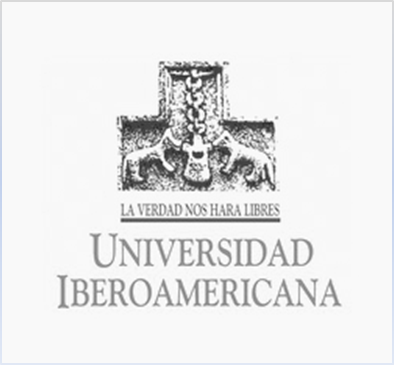 LA VERDAD NOS HARA LIBRES
UNIVERSIDAD
IBEROAMERICANA